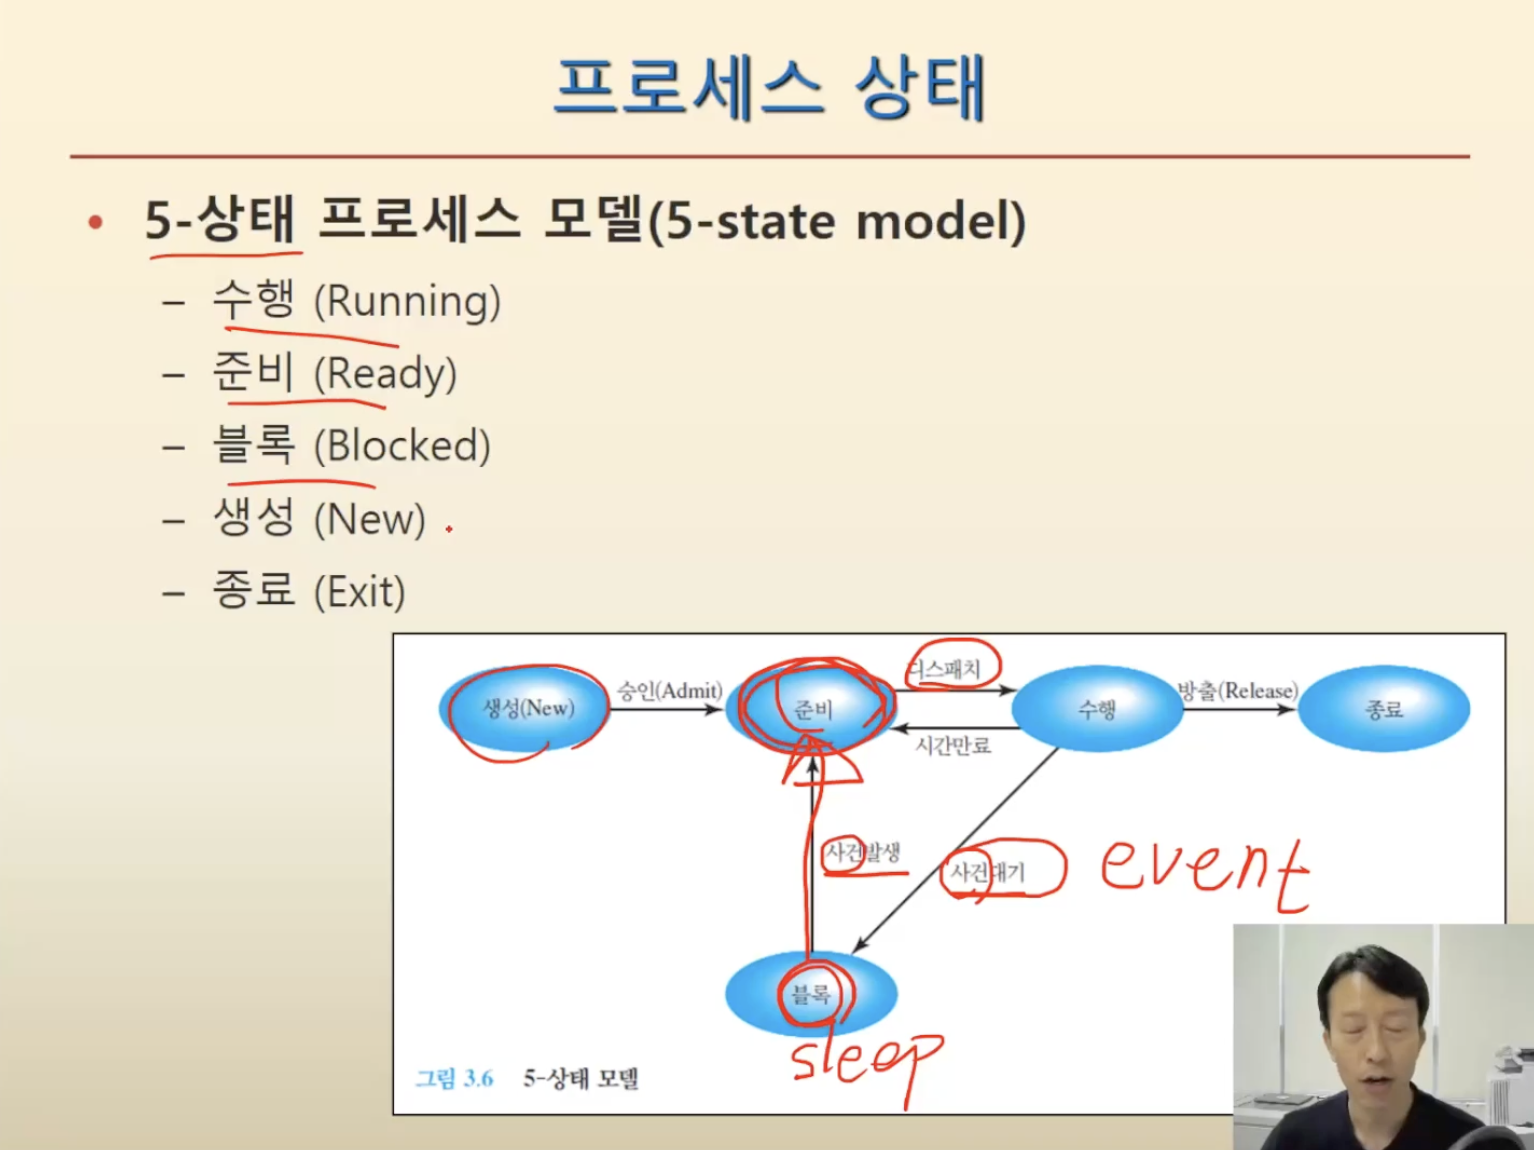 프로세스 상태
• 5-상태 프로세스 모델(5-state model)
– 수행 (Running)
– 준비 (Ready)
– 블록 (Blocked)
– 생성 (New)
– 종료 (Exit)
생성(New)
승인(Admit)
준비
디스패치
시간만료
수행
방출(Release)
종료
사건발생
사건대기
event
블록
sleep
그림 3.6 5-상태 모델